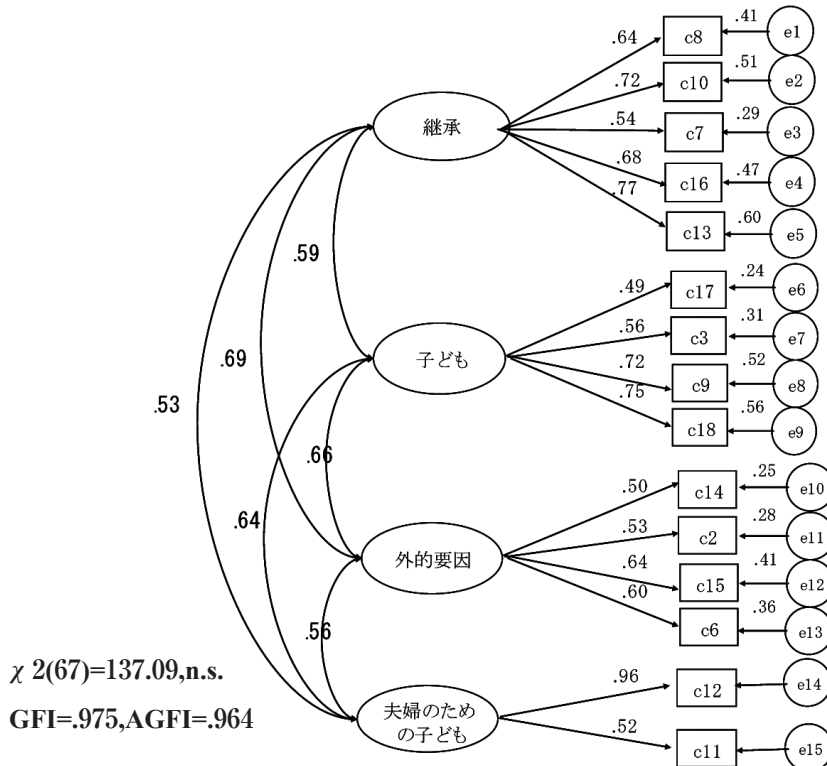 .64 c8 .41 e1
.72 c10 .51 e2
継承 .54 c7 .29 e3
.68 c16 .47 e4
.77 c13 .60 e5
.59
.49 c17 .24 e6
.56 c3 .31 e7
子ども .72 c9 .52 e8
.75 c18 .56 e9
.69
.53
.66
.64
.50 c14 .25 e10
.53 c2 .28 e11
外的要因 .64 c15 .41 e12
.60 c6 .36 e13
.56
χ 2(67)=137.09,n.s.
GFI=.975,AGFI=.964
夫婦のため
の子ども
.96 c12 e14
.52 c11 e15